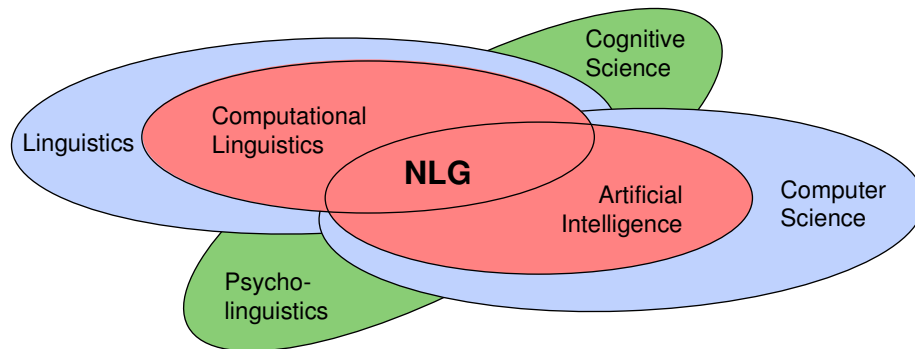 Cognitive
Science
Computational
Linguistics
Linguistics
NLG
Artificial
Intelligence
Computer
Science
Psycho-
linguistics